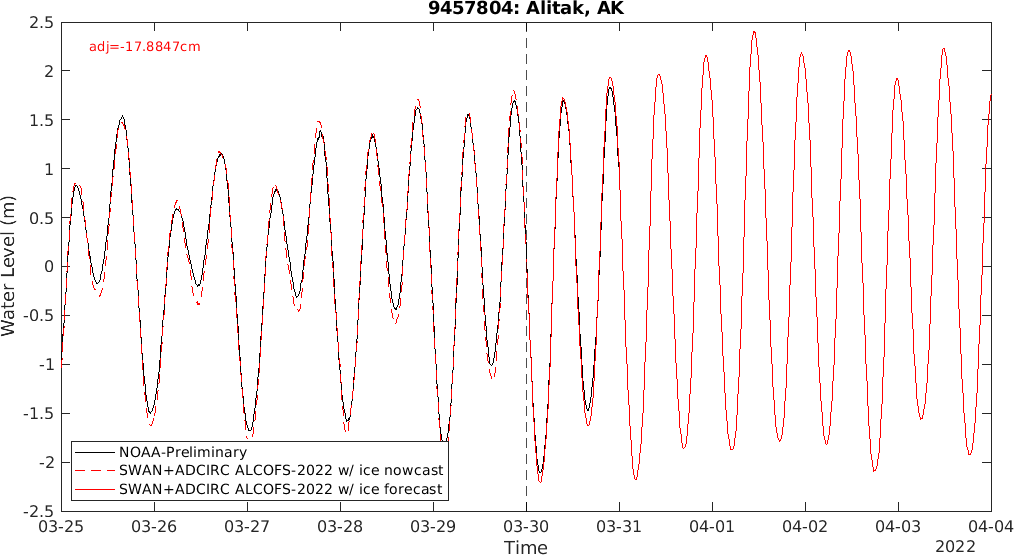 9457804: Alitak, AK
adj=-17.8847cm
Water Level (m)
2.5
2
1.5
1
0.5
0
-0.5
-1
-1.5
-2
-2.5
NOAA-Preliminary
SWAN+ADCIRC ALCOFS-2022 w/ ice nowcast
SWAN+ADCIRC ALCOFS-2022 w/ ice forecast
03-25 03-26 03-27 03-28 03-29 03-30 03-31 04-01 04-02 04-03 04-04
Time
2022